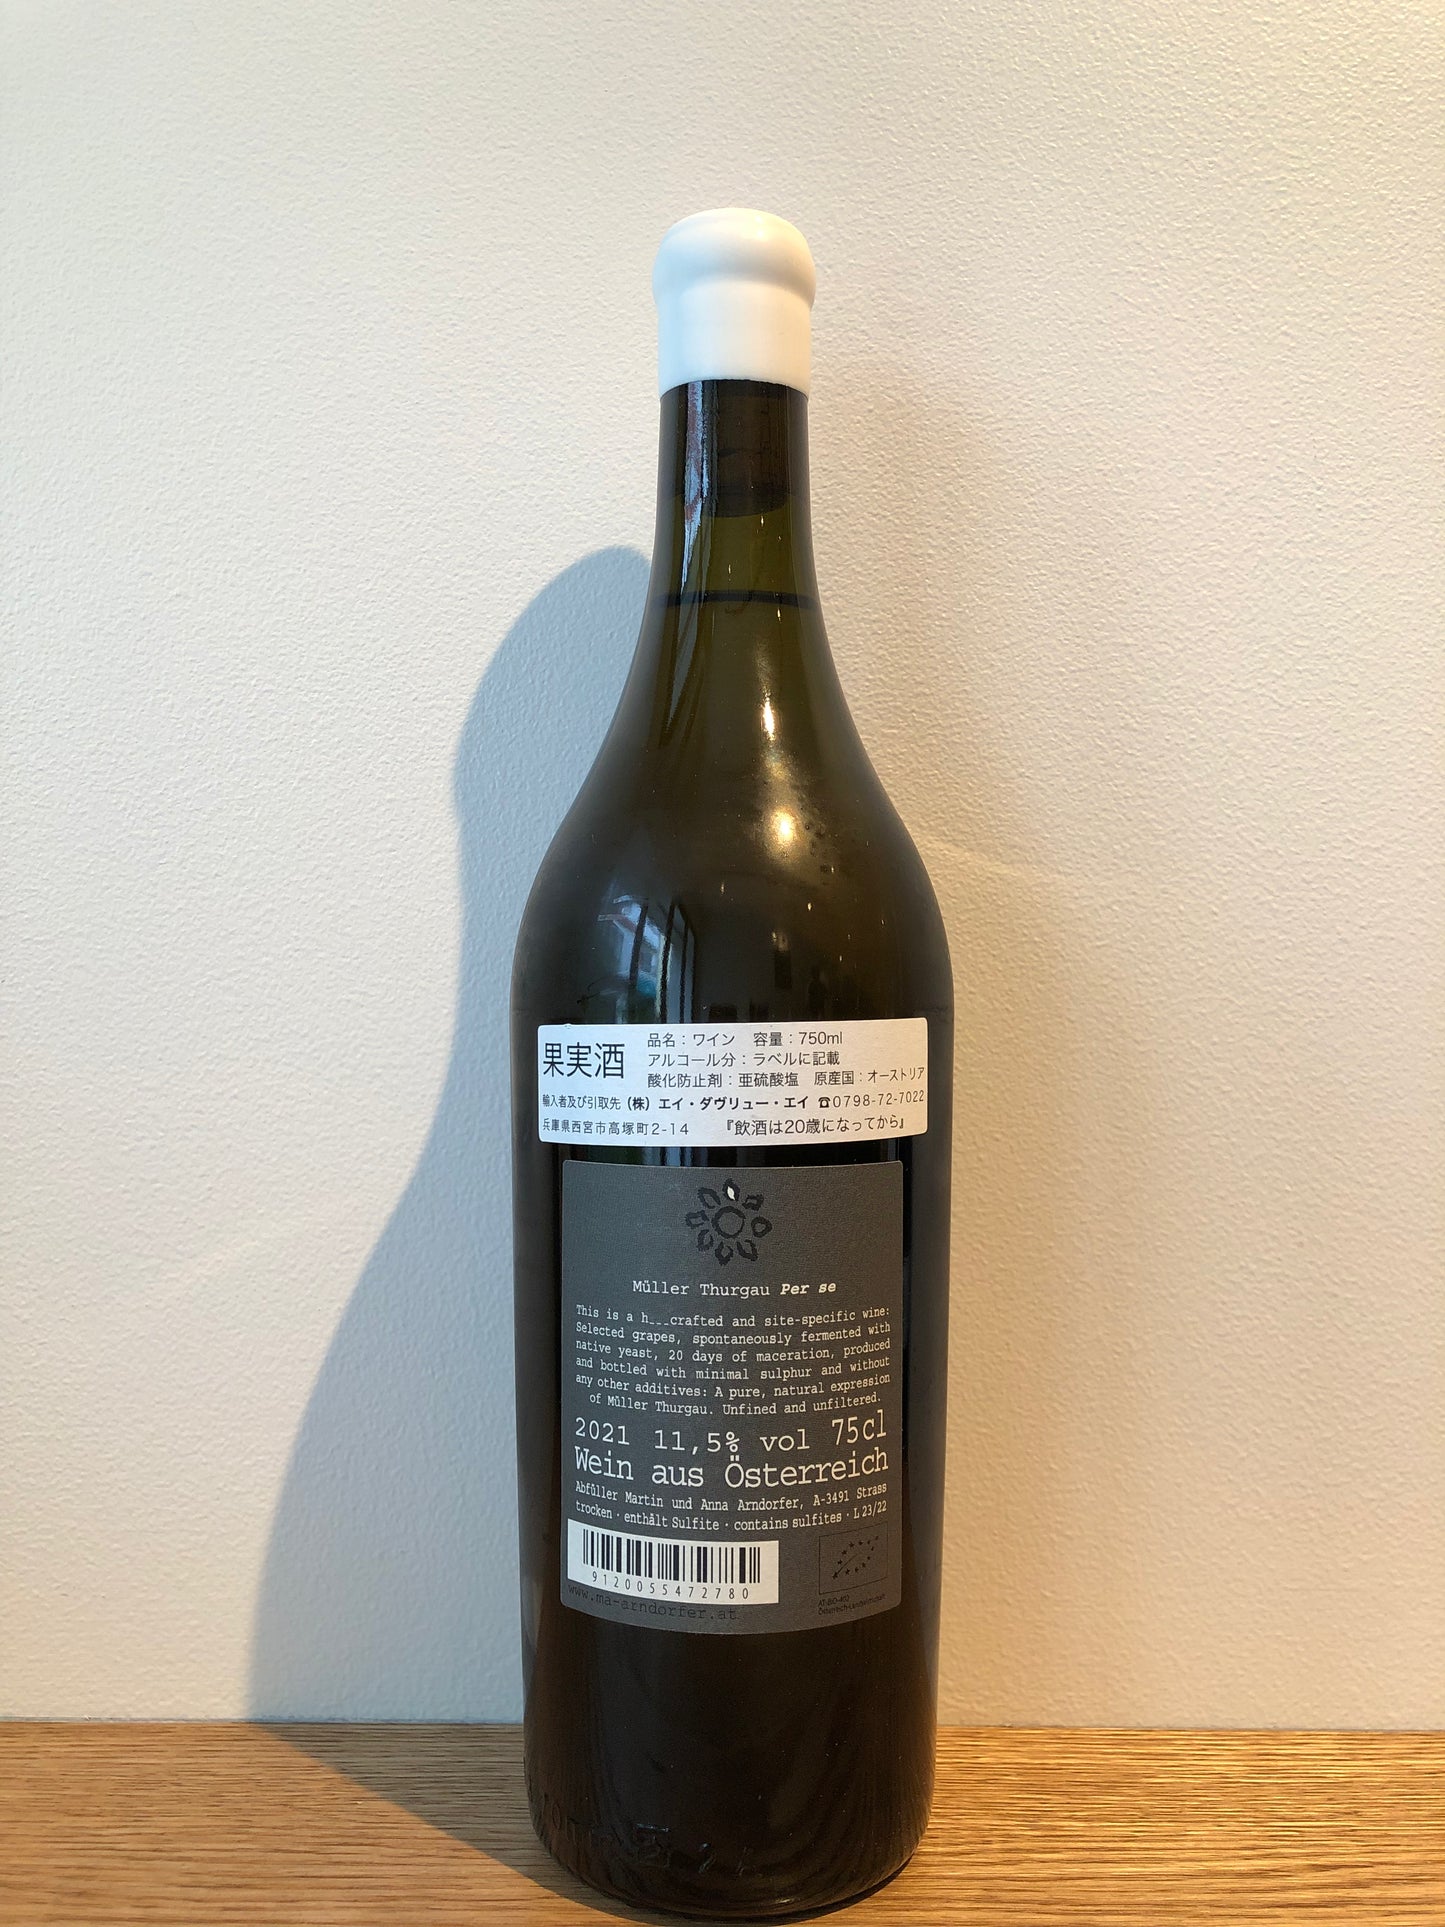 果実酒
品名：ワイン　容量：750ml
アルコール分：ラベルに記載
酸化防止剤：亜硫酸塩　原産国：オーストリア
輸入者及び引取先 (株) エイ・ダヴリュー・エイ ☎0798-72-7022
兵庫県西宮市高塚町2-14　『飲酒は20歳になってから』
Müller Thurgau Per se
This is a h___crafted and site-specific wine:
Selected grapes, spontaneously fermented with
native yeast, 20 days of maceration, produced
and bottled with minimal sulphur and without
any other additives: A pure, natural expression
of Müller Thurgau. Unfined and unfiltered.
2021 11,5% vol 75cl
Wein aus Österreich
Abfüller Martin und Anna Arndorfer, A-3491 Strass
trocken · enthält Sulfite · contains sulfites · L 23/22
9120055472780
www.ma-arndorfer.at
AT-BIO-402
Österreich-Landwirtschaft